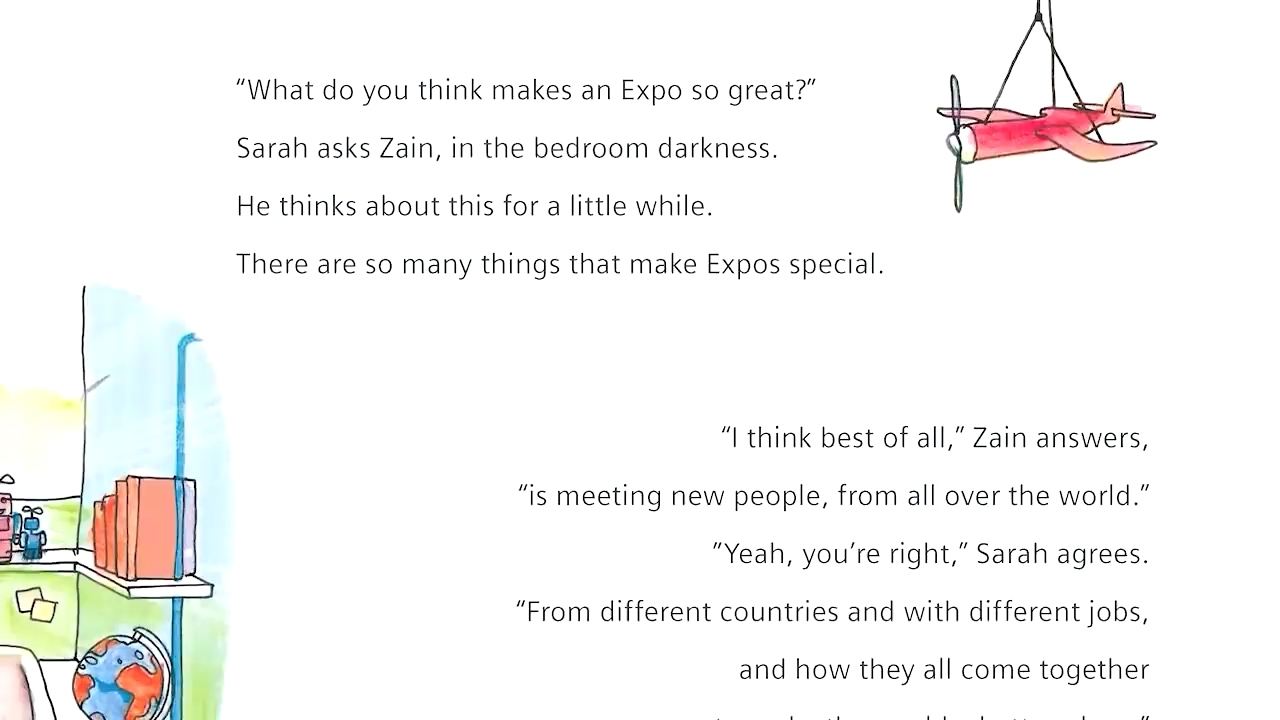 “What do you think makes an Expo so great?”
Sarah asks Zain, in the bedroom darkness.
He thinks about this for a little while.
There are so many things that make Expos special.
“I think best of all,” Zain answers,
“is meeting new people, from all over the world.”
”Yeah, you’re right,” Sarah agrees.
“From different countries and with different jobs,
and how they all come together